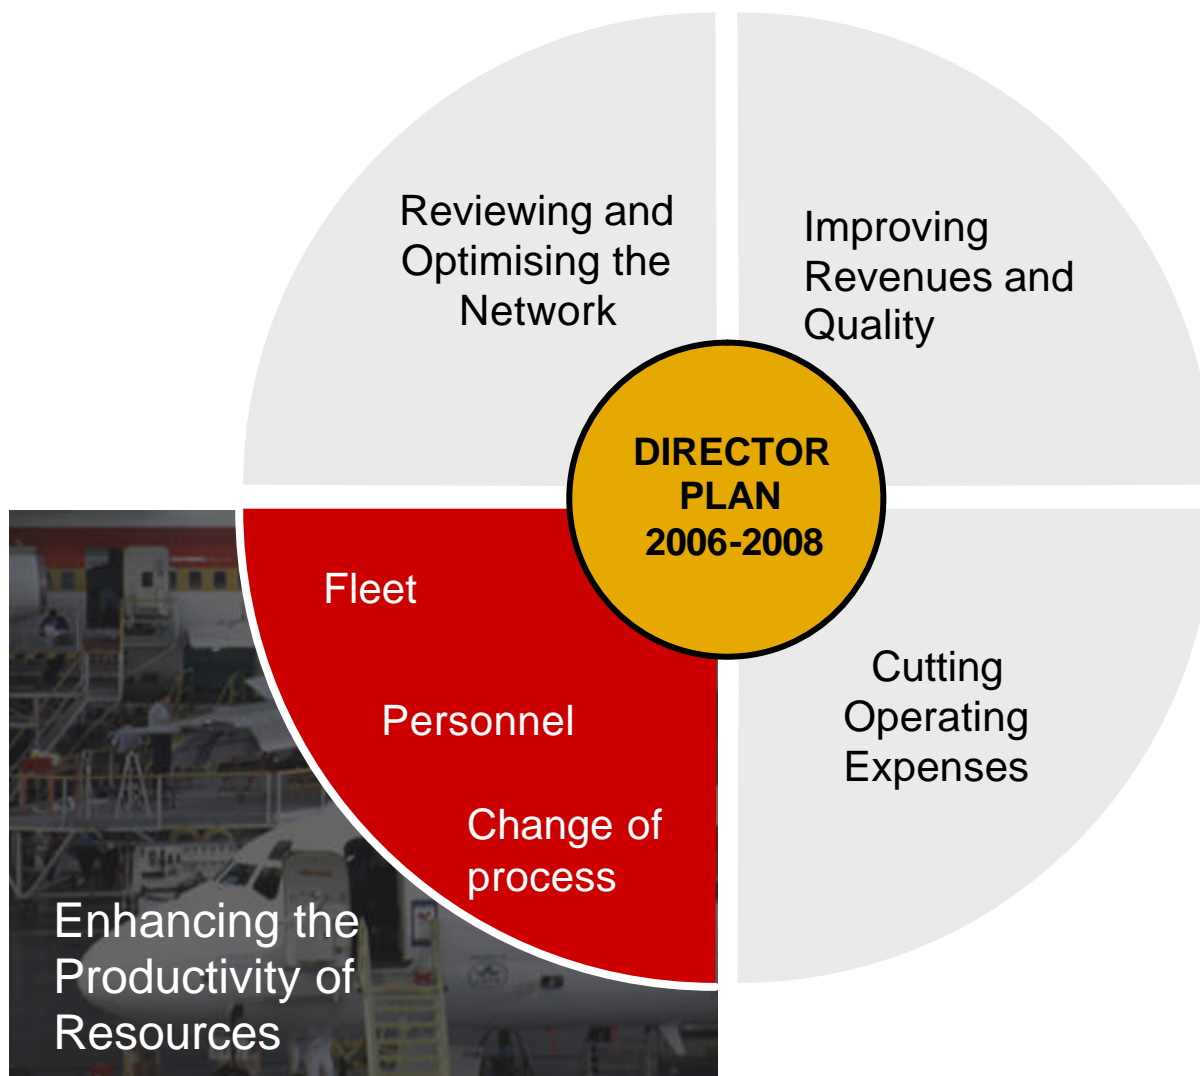 Reviewing and
Optimising the
Network
Improving
Revenues and
Quality
DIRECTOR
PLAN
2006-2008
Fleet
Personnel
Change of
process
Cutting
Operating
Expenses
Enhancing the
Productivity of
Resources